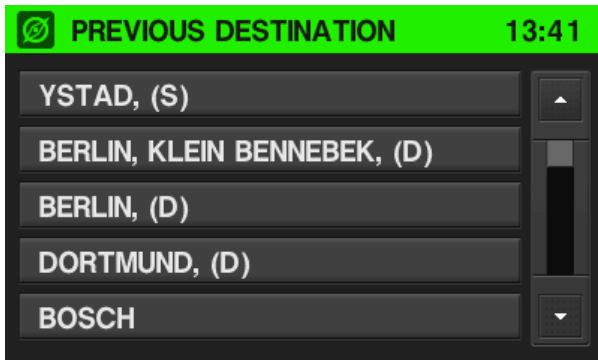 PREVIOUS DESTINATION 13:41
YSTAD, (S)
BERLIN, KLEIN BENNEBEK, (D)
BERLIN, (D)
DORTMUND, (D)
BOSCH